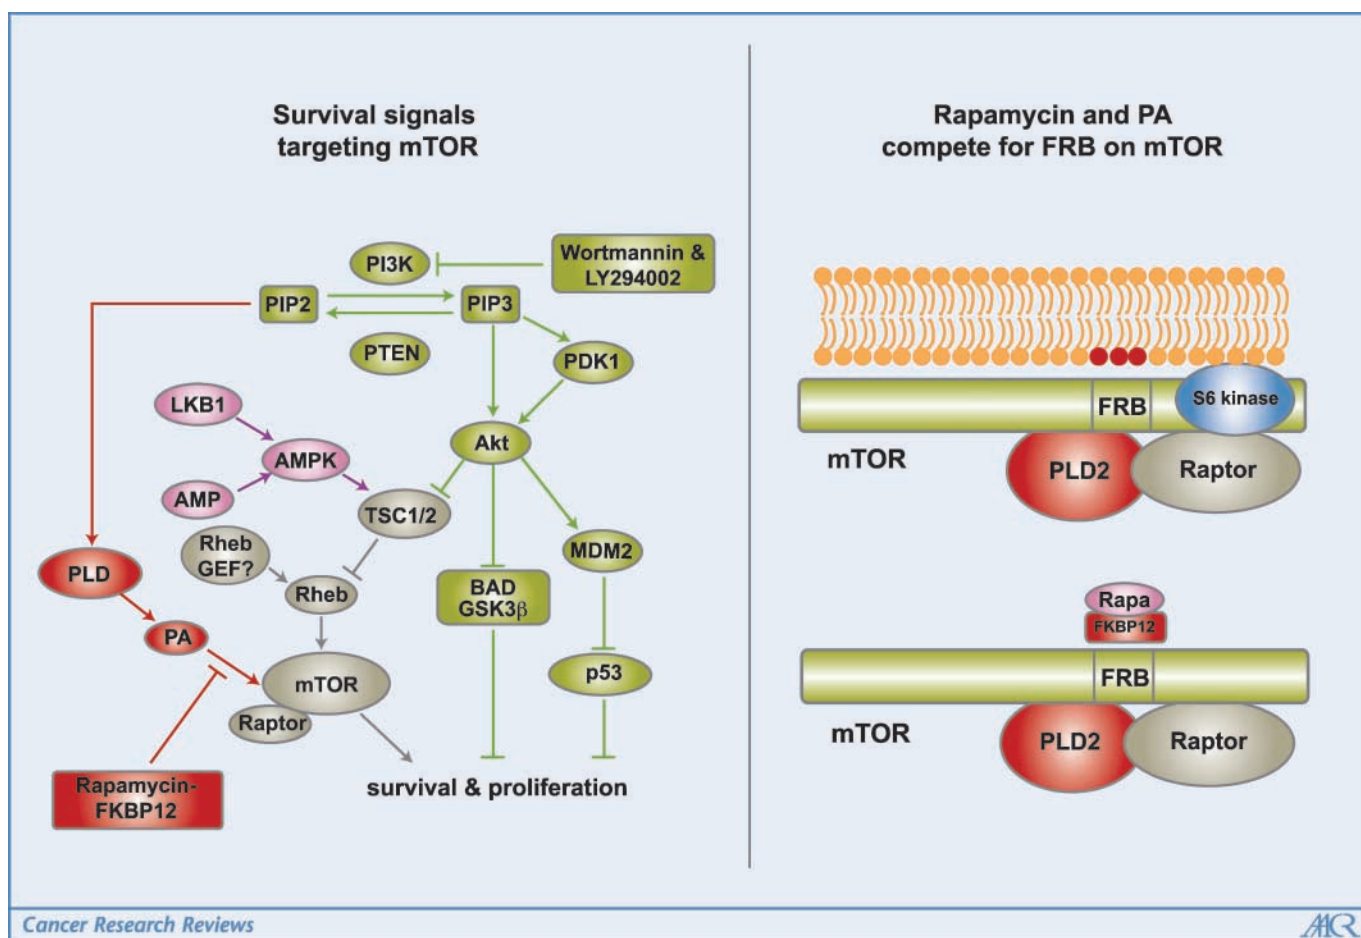 Survival signals
targeting mTOR
Wortmannin &
LY294002
PI3K
PIP2
PIP3
PTEN
PDK1
LKB1
Akt
AMPK
AMP
TSC1/2
Rheb
GEF?
MDM2
PLD
Rheb
BAD
GSK3β
PA
p53
mTOR
Raptor
Rapamycin-
FKBP12
survival & proliferation
Rapamycin and PA
compete for FRB on mTOR
FRB
S6 kinase
mTOR
PLD2
Raptor
Rapa
FKBP12
FRB
mTOR
PLD2
Raptor
Cancer Research Reviews
AACR